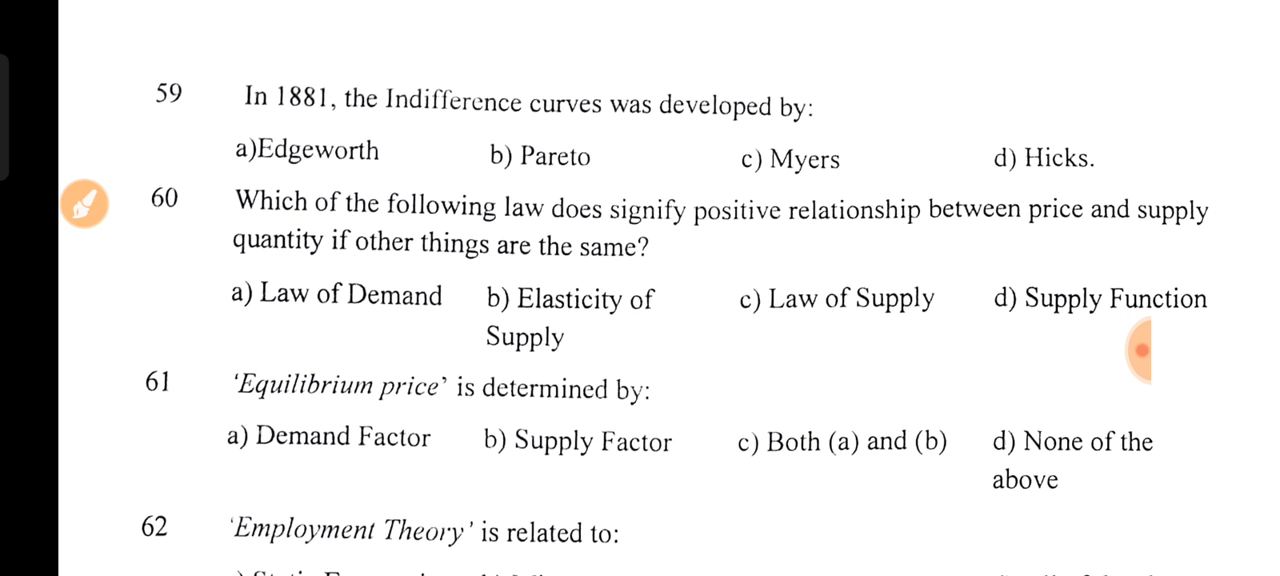 59 In 1881, the Indifference curves was developed by:
a)Edgeworth b) Pareto c) Myers d) Hicks.
60 Which of the following law does signify positive relationship between price and supply
quantity if other things are the same?
a) Law of Demand b) Elasticity of c) Law of Supply d) Supply Function
Supply
61 'Equilibrium price' is determined by:
a) Demand Factor b) Supply Factor c) Both (a) and (b) d) None of the
above
62 'Employment Theory' is related to: